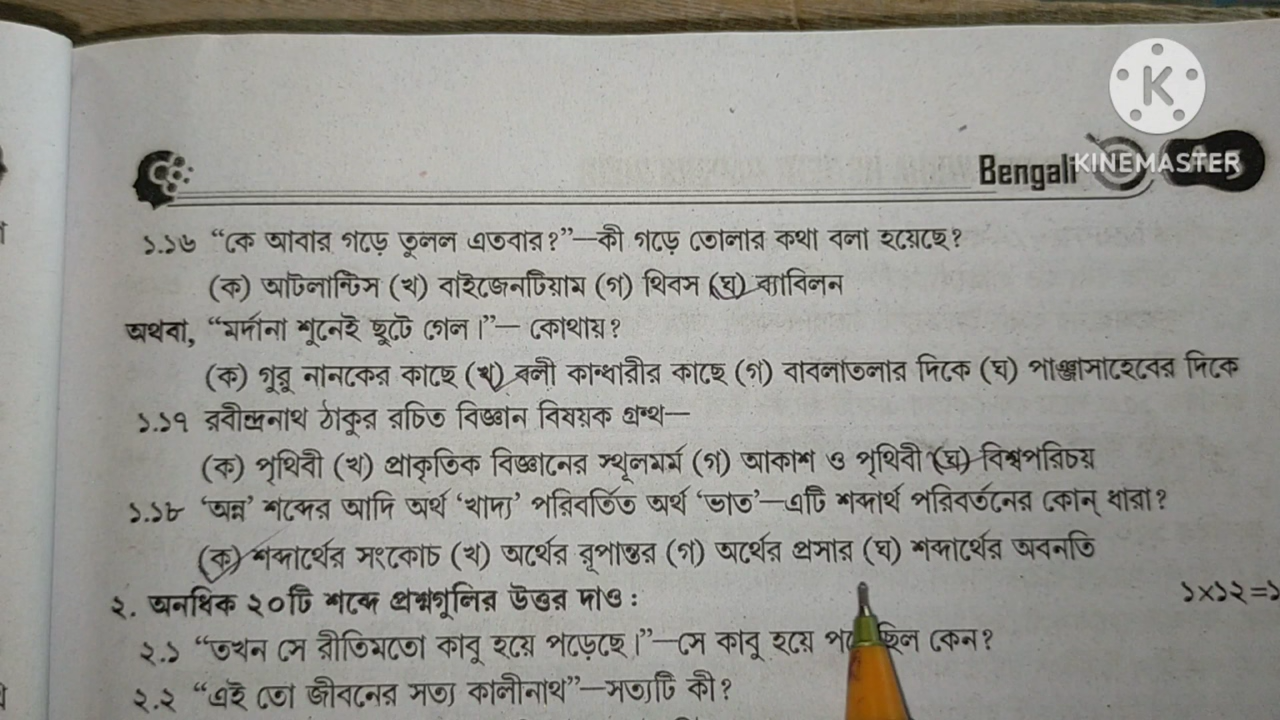 Bengali
KINEMASTER
১.১৬ “কে আবার গড়ে তুলল এতবার?”—কী গড়ে তোলার কথা বলা হয়েছে?
(ক) আটলান্টিস (খ) বাইজেনটিয়াম (গ) থিবস (ঘ) ব্যাবিলন
অথবা, “মর্দানা শুনেই ছুটে গেল।”— কোথায়?
(ক) গুরু নানকের কাছে (খ) বলী কান্ধারীর কাছে (গ) বাবলাতলার দিকে (ঘ) পাঞ্জাসাহেবের দিকে
১.১৭ রবীন্দ্রনাথ ঠাকুর রচিত বিজ্ঞান বিষয়ক গ্রন্থ—
(ক) পৃথিবী (খ) প্রাকৃতিক বিজ্ঞানের স্থূলমর্ম (গ) আকাশ ও পৃথিবী (ঘ) বিশ্বপরিচয়
১.১৮ ‘অন্ন’ শব্দের আদি অর্থ ‘খাদ্য’ পরিবর্তিত অর্থ ‘ভাত’—এটি শব্দার্থ পরিবর্তনের কোন্ ধারা?
(ক) শব্দার্থের সংকোচ (খ) অর্থের রূপান্তর (গ) অর্থের প্রসার (ঘ) শব্দার্থের অবনতি
২. অনধিক ২০টি শব্দে প্রশ্নগুলির উত্তর দাও : ১×১২=১
২.১ “তখন সে রীতিমতো কাবু হয়ে পড়েছে।”—সে কাবু হয়ে কেন?
২.২ “এই তো জীবনের সত্য কালীনাথ”—সত্যটি কী?